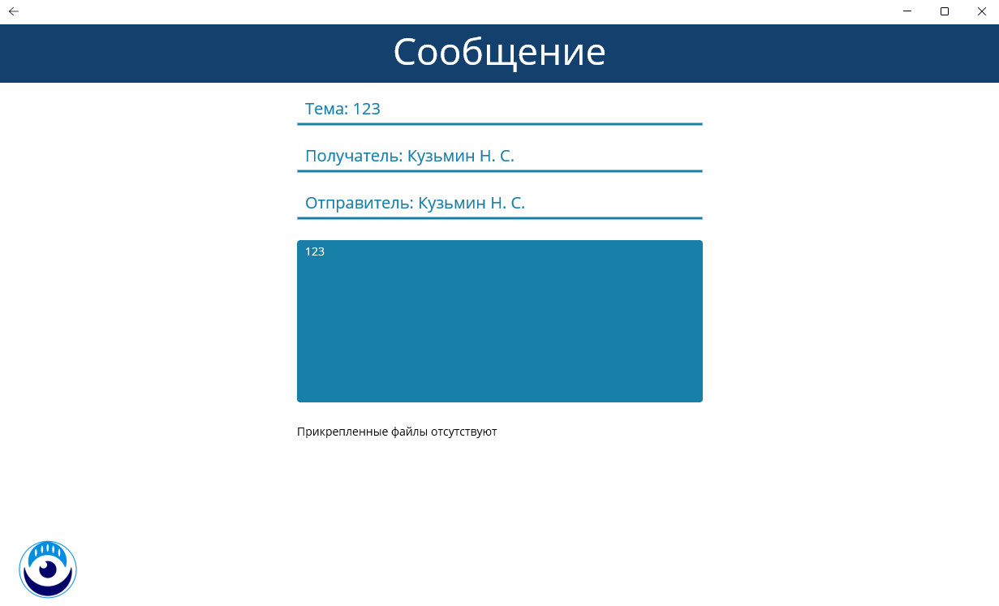 Сообщение
Тема: 123
Получатель: Кузьмин Н. С.
Отправитель: Кузьмин Н. С.
123
Прикрепленные файлы отсутствуют